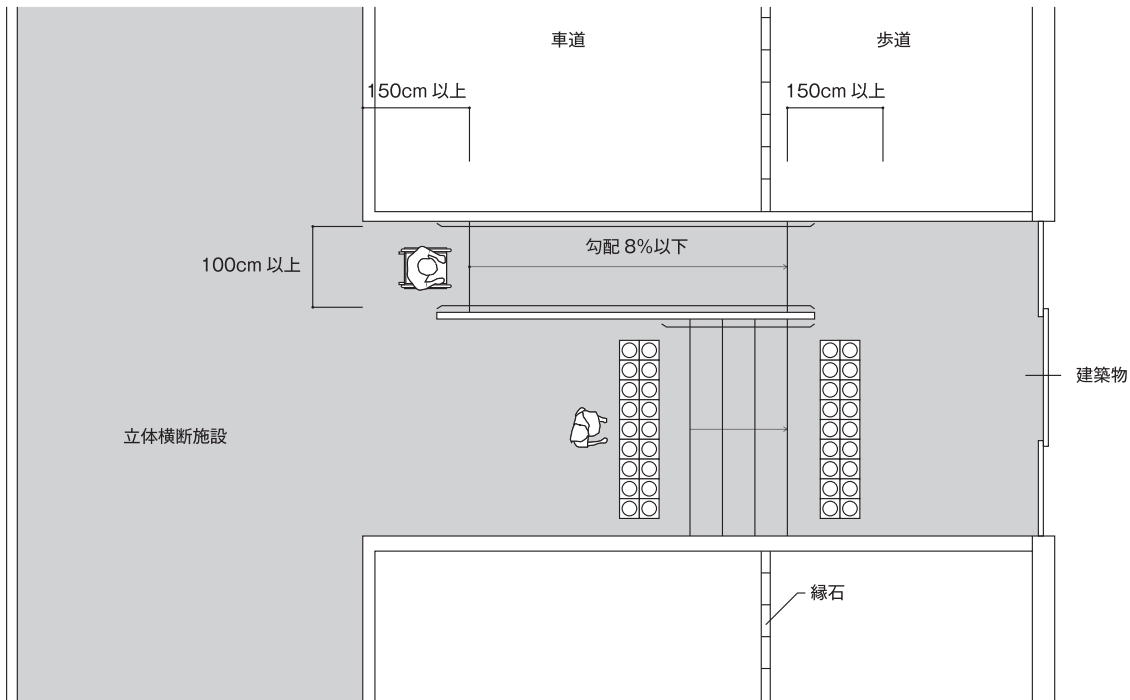 車道
歩道
150cm 以上
150cm 以上
勾配 8%以下
100cm 以上
建築物
立体横断施設
縁石